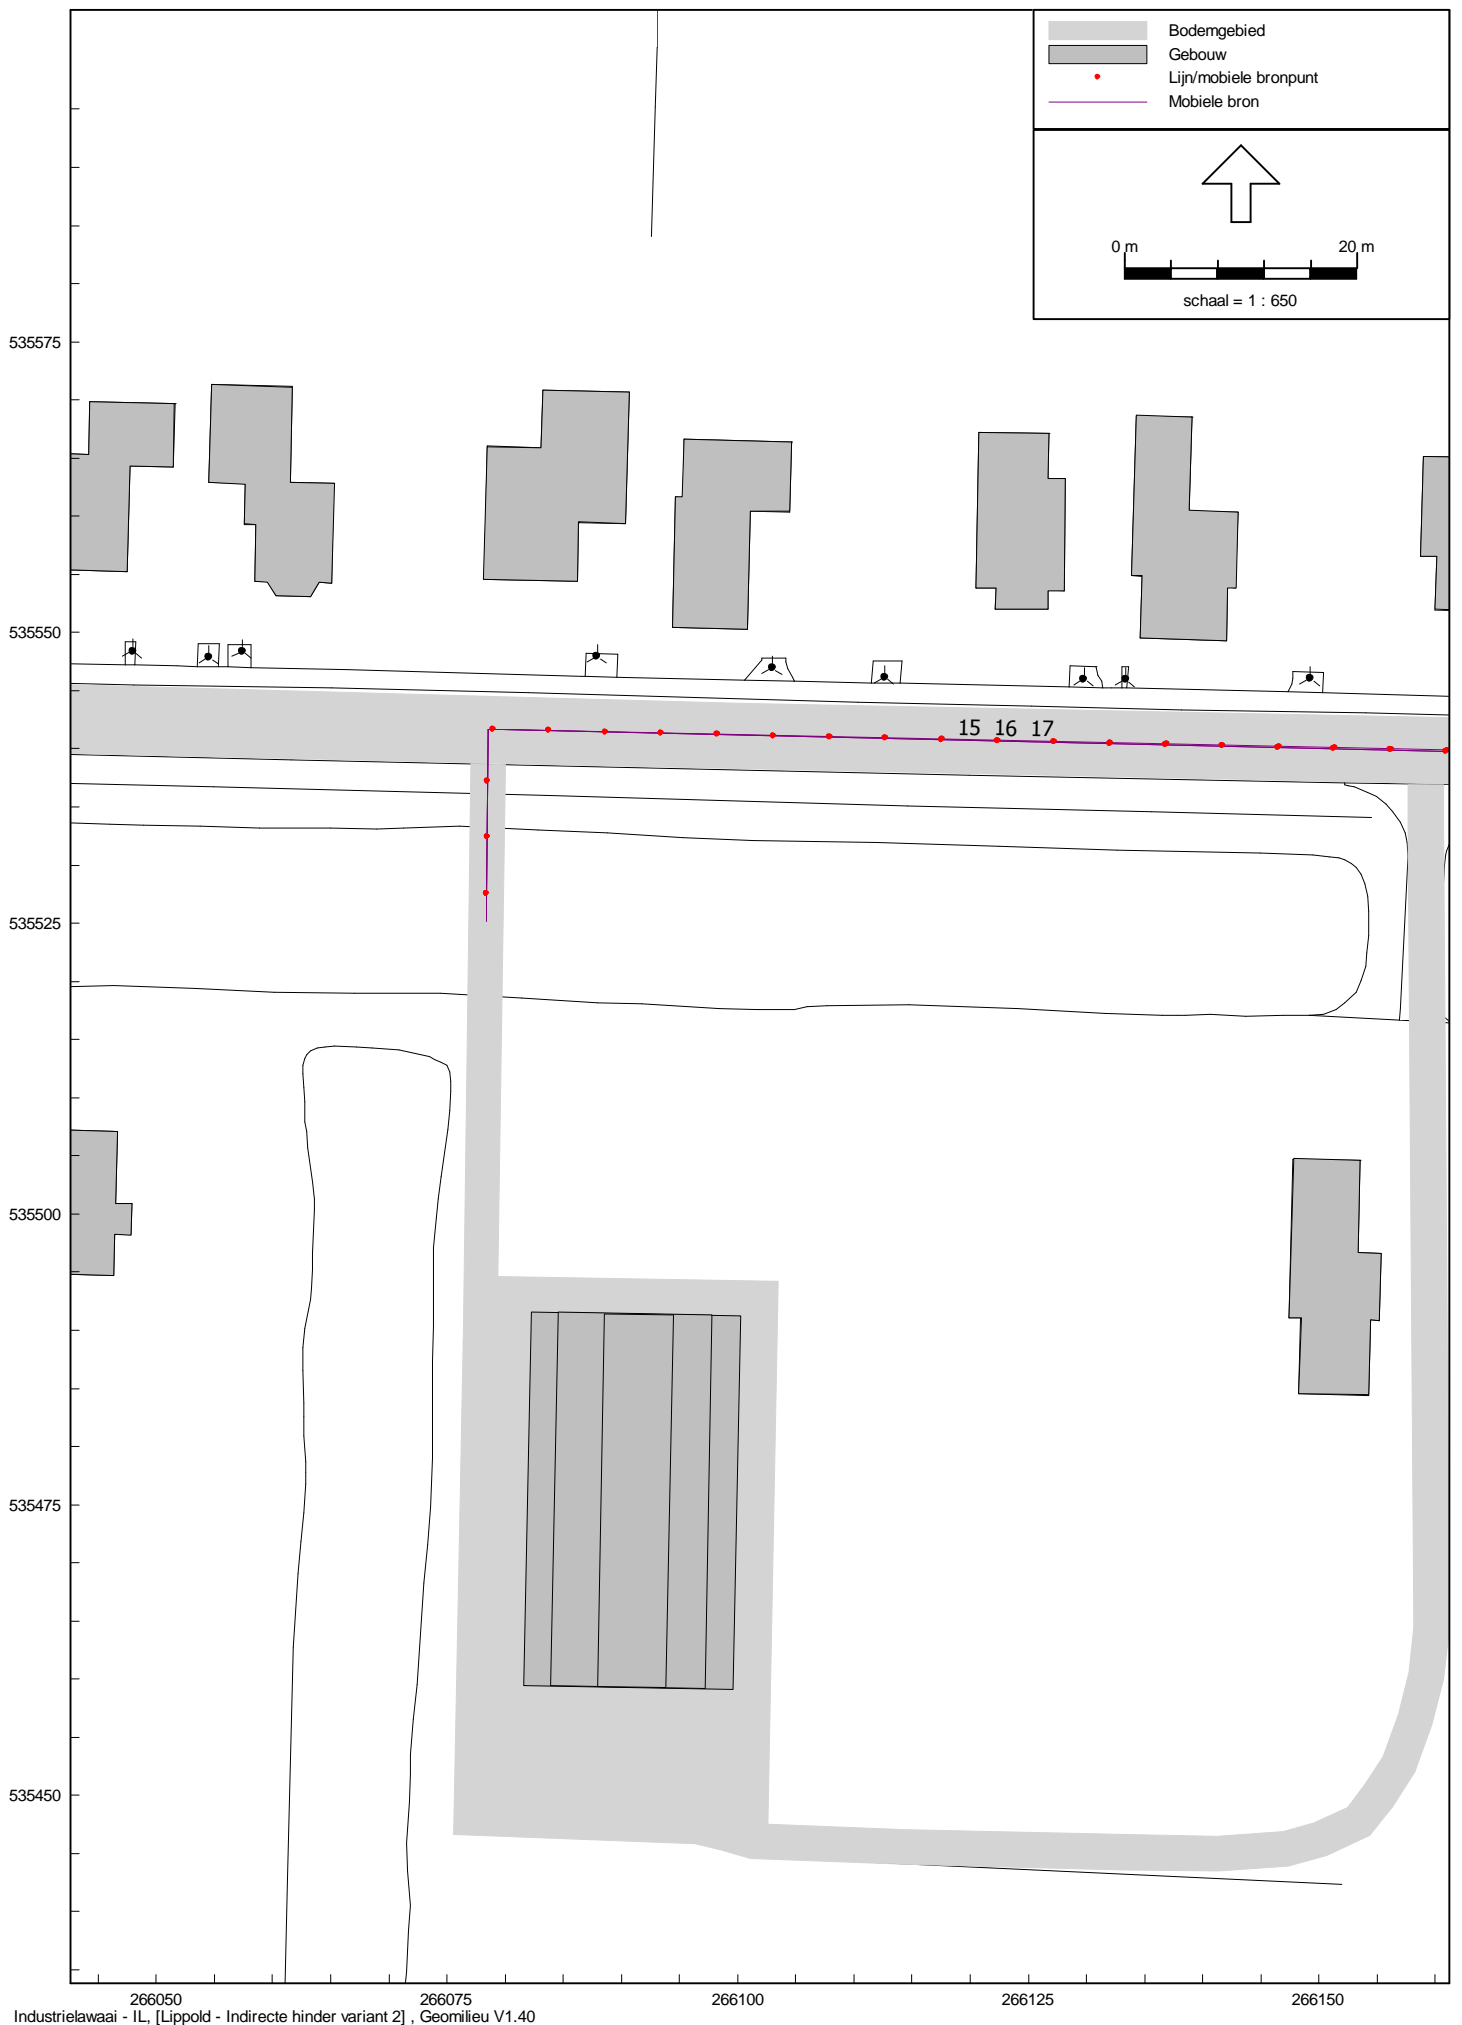 Bodemgebied
Gebouw
Lijn/mobiele bronpunt
Mobiele bron
0 m 20 m
schaal = 1 : 650
535575
535550
15 16 17
535525
535500
535475
535450
266050 266075 266100 266125 266150
Industrielawaai - IL, [Lippold - Indirecte hinder variant 2] , Geomilieu V1.40